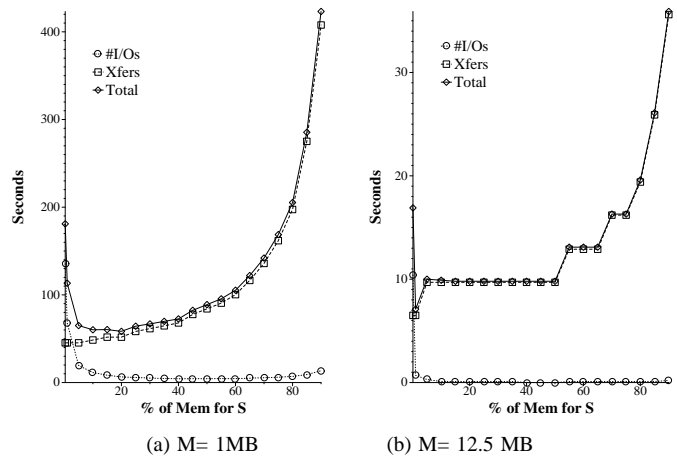 400
300
200
100
0
Seconds
#I/Os
Xfers
Total
20 40 60 80
% of Mem for S
(a) M= 1MB
30
20
10
0
Seconds
#I/Os
Xfers
Total
0 20 40 60 80
% of Mem for S
(b) M= 12.5 MB